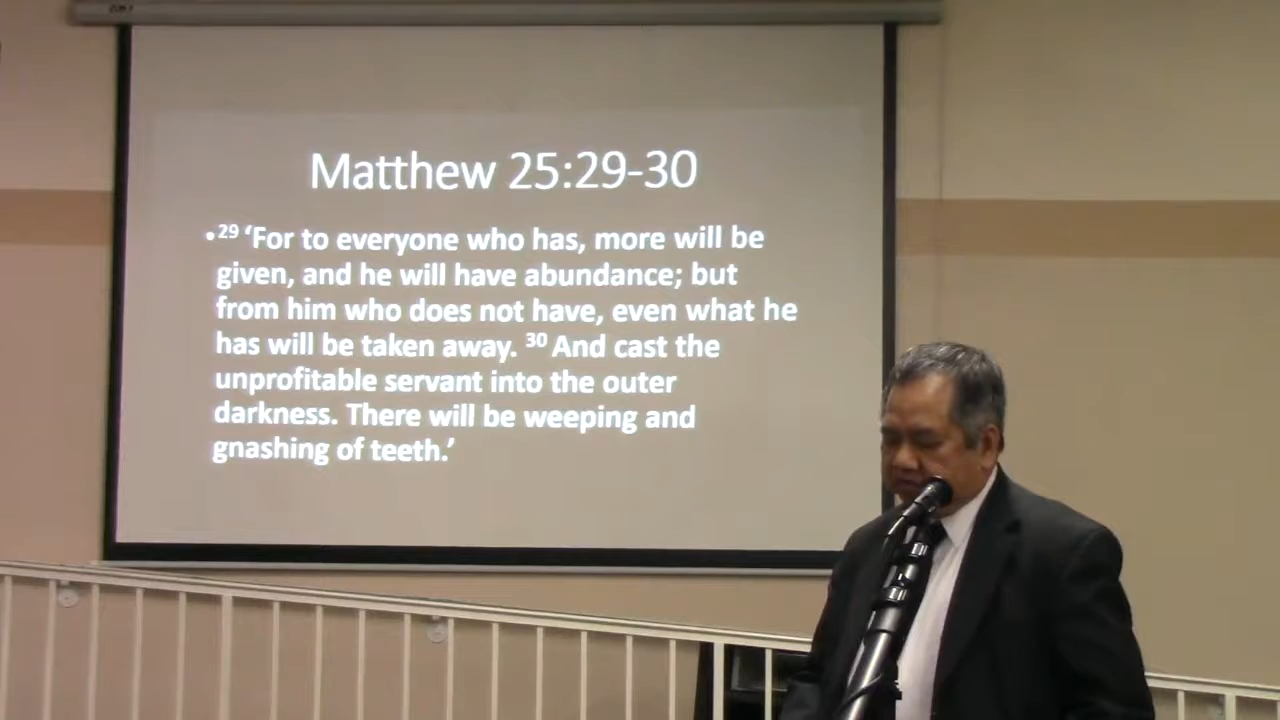 Matthew 25:29-30
•29 ‘For to everyone who has, more will be
given, and he will have abundance; but
from him who does not have, even what he
has will be taken away. 30 And cast the
unprofitable servant into the outer
darkness. There will be weeping and
gnashing of teeth.’